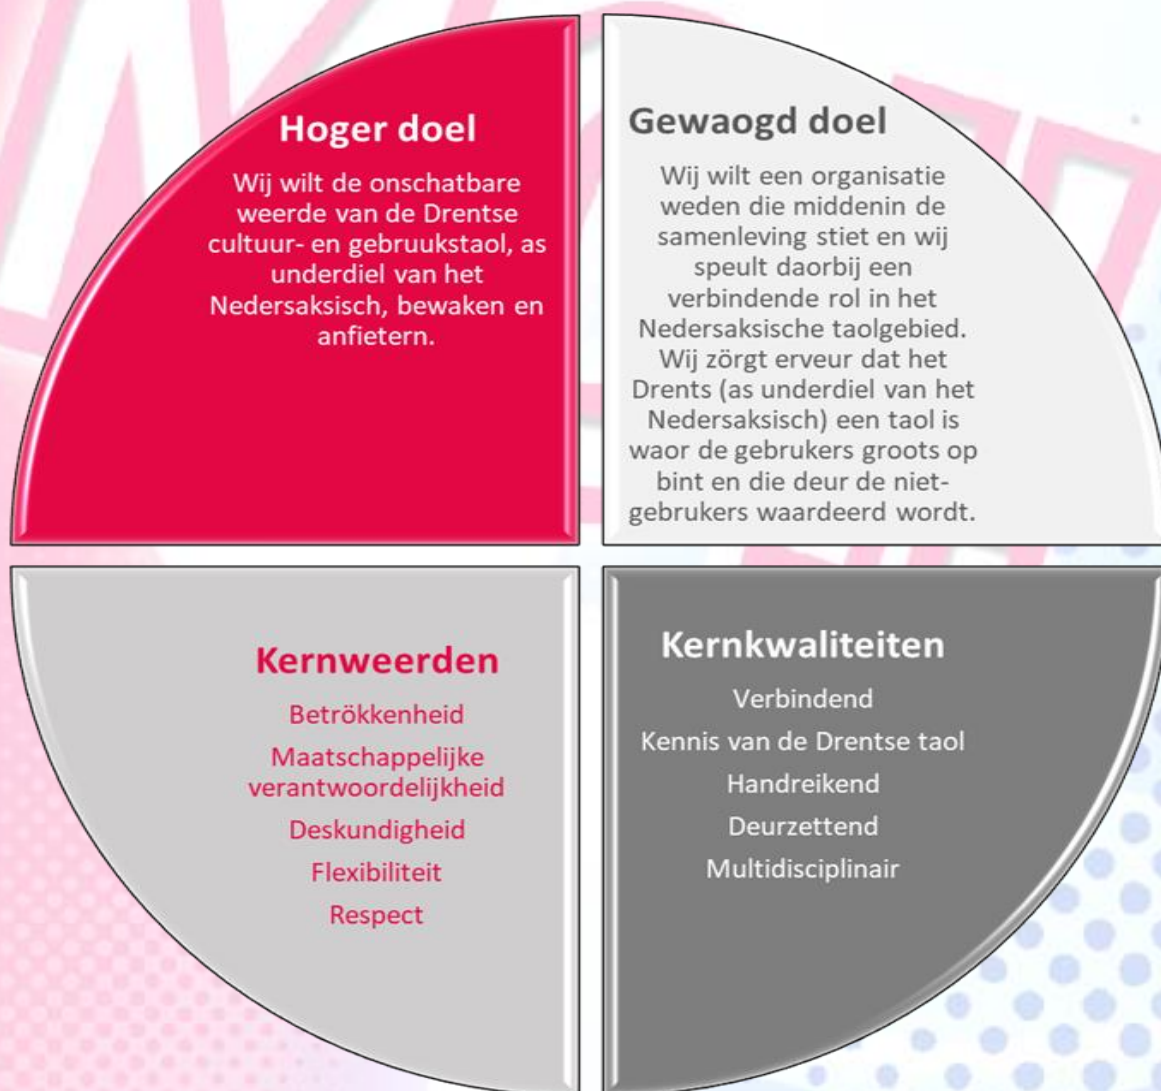 Hoger doel
Wij wilt de onschatbare
weerde van de Drentse
cultuur- en gebruukstaol, as
underdiel van het
Nedersaksisch, bewaken en
anfietern.
Gewaogd doel
Wij wilt een organisatie
weden die middenin de
samenleving stiet en wij
speult daorbij een
verbindende rol in het
Nedersaksische taolgebied.
Wij zörgt erveur dat het
Drents (as underdiel van het
Nedersaksisch) een taol is
waor de gebrukers groots op
bint en die deur de niet-
gebrukers waardeerd wordt.
Kernweerden
Betrökkenheid
Maatschappelijke
verantwoordelijkheid
Deskundigheid
Flexibiliteit
Respect
Kernkwaliteiten
Verbindend
Kennis van de Drentse taol
Handreikend
Deurzettend
Multidisciplinair